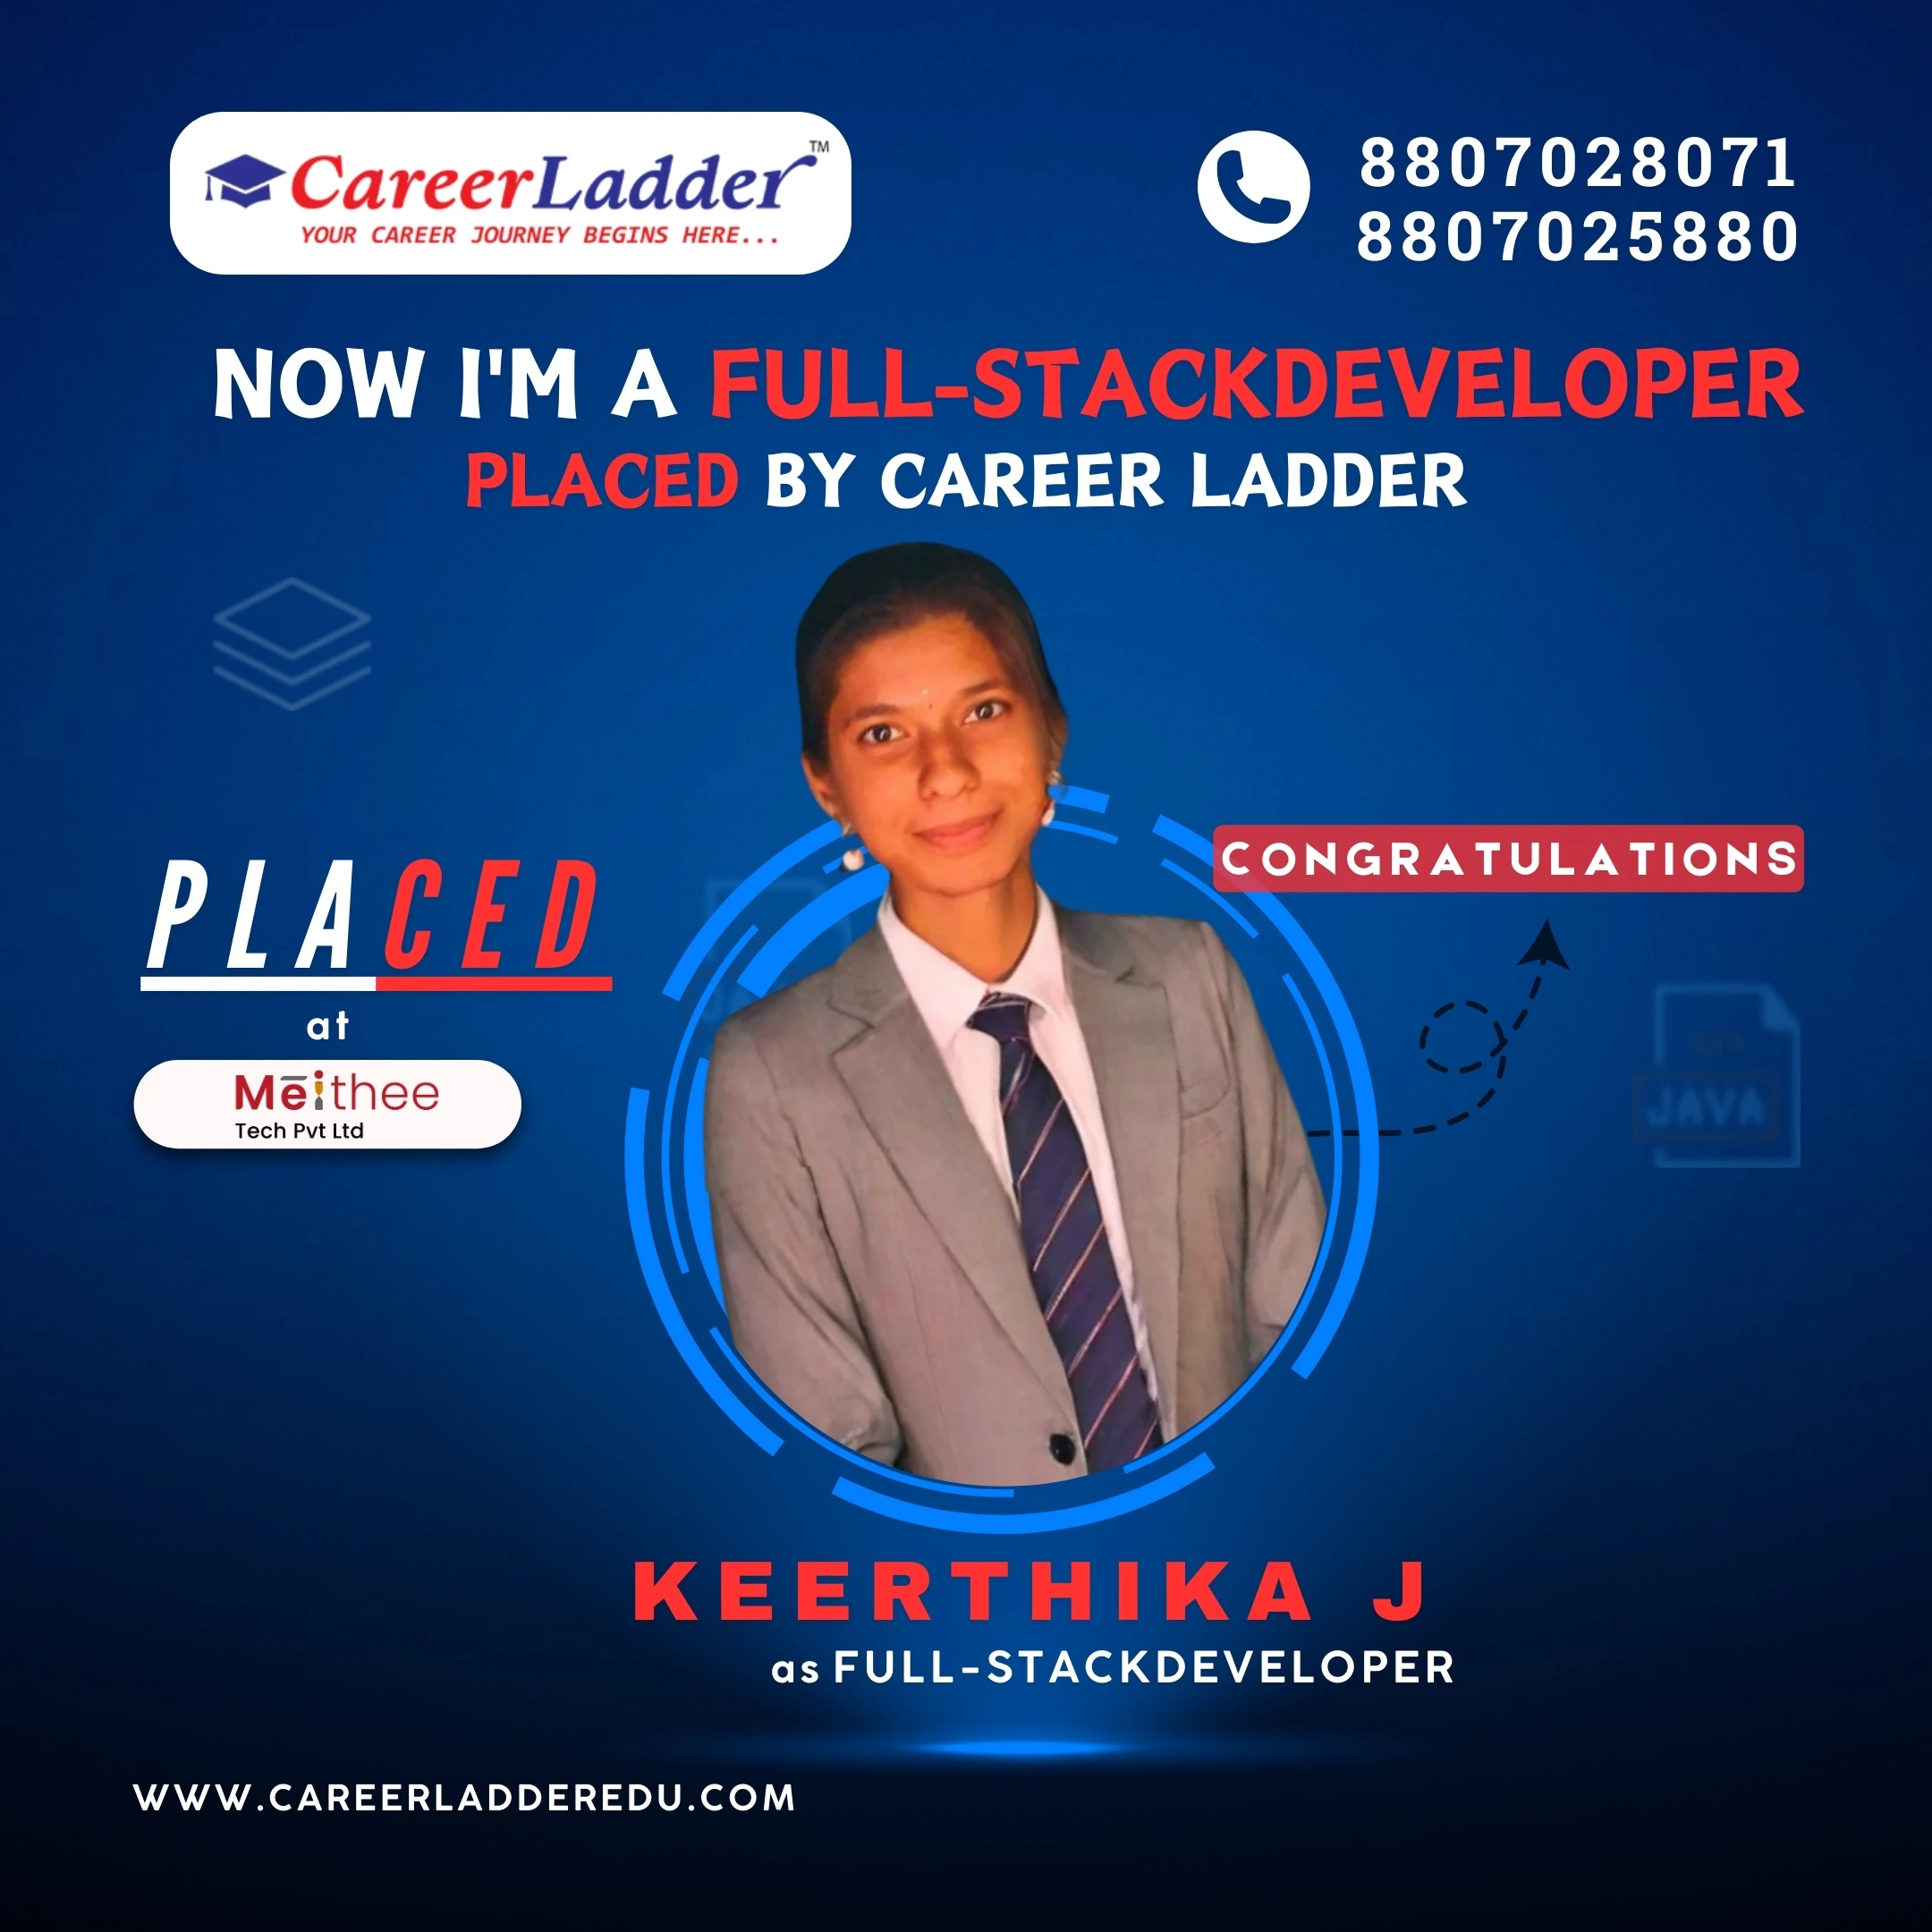 CareerLadder™
YOUR CAREER JOURNEY BEGINS HERE...
8807028071
8807025880
NOW I'M A FULL-STACKDEVELOPER
PLACED BY CAREER LADDER
CONGRATULATIONS
PLACED
at
Meithee
Tech Pvt Ltd
JAVA
KEERTHIKA J
as FULL-STACKDEVELOPER
WWW.CAREERLADDEREDU.COM